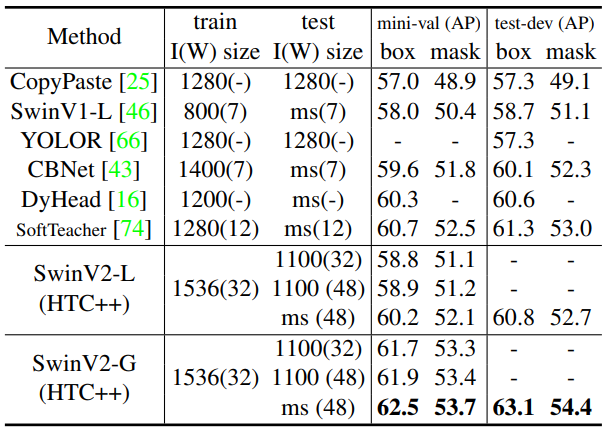 Method train test mini-val (AP) test-dev (AP)
I(W) size I(W) size box mask box mask
CopyPaste [25] 1280(-) 1280(-) 57.0 48.9 57.3 49.1
SwinV1-L [46] 800(7) ms(7) 58.0 50.4 58.7 51.1
YOLOR [66] 1280(-) 1280(-) - - 57.3 -
CBNet [43] 1400(7) ms(7) 59.6 51.8 60.1 52.3
DyHead [16] 1200(-) ms(-) 60.3 - 60.6 -
SoftTeacher [74] 1280(12) ms(12) 60.7 52.5 61.3 53.0
SwinV2-L (HTC++) 1536(32) 1100(32) 58.8 51.1 - -
1100 (48) 58.9 51.2 - -
ms (48) 60.2 52.1 60.8 52.7
SwinV2-G (HTC++) 1536(32) 1100(32) 61.7 53.3 - -
1100 (48) 61.9 53.4 - -
ms (48) 62.5 53.7 63.1 54.4